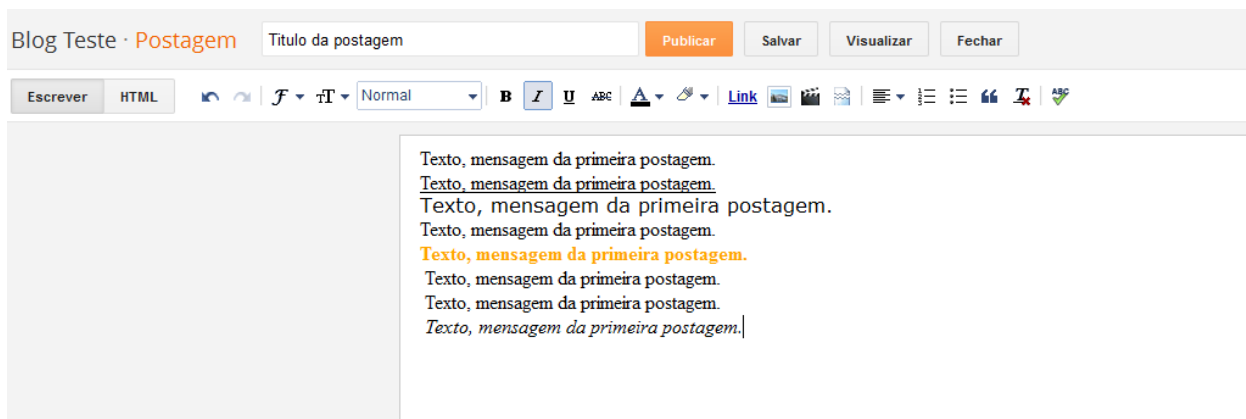 Blog Teste · Postagem Titulo da postagem Publicar Salvar Visualizar Fechar
Escrever HTML F TT Normal B I U ABC A Link ABC
Texto, mensagem da primeira postagem.
Texto, mensagem da primeira postagem.
Texto, mensagem da primeira postagem.
Texto, mensagem da primeira postagem.
Texto, mensagem da primeira postagem.
Texto, mensagem da primeira postagem.
Texto, mensagem da primeira postagem.
Texto, mensagem da primeira postagem.